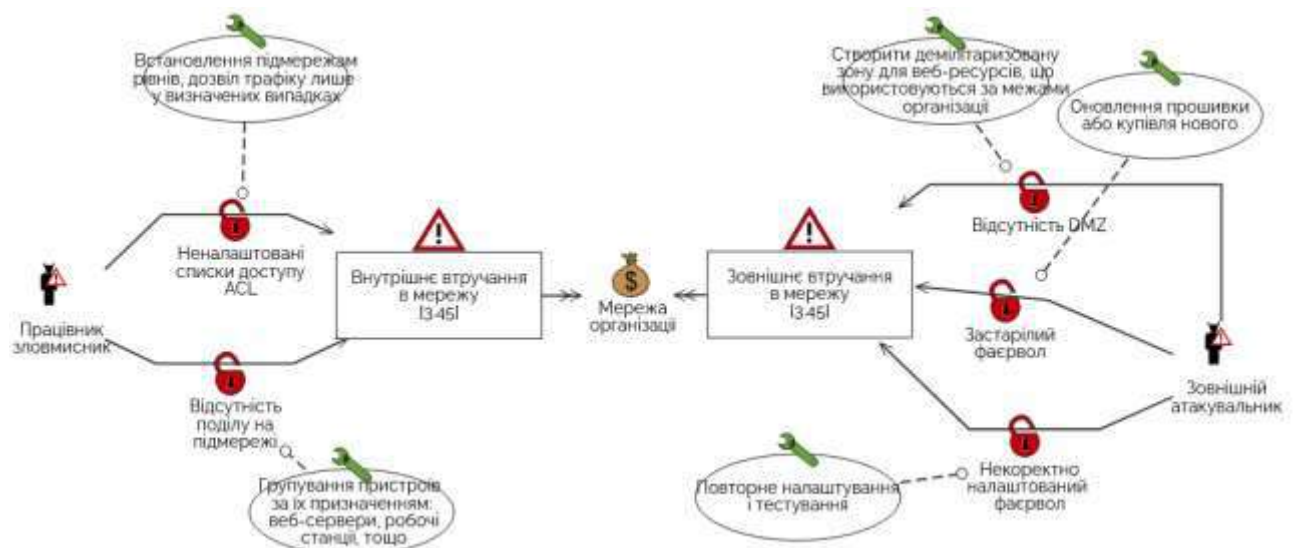 Встановлення підмережам
рівнів, дозвіл трафіку лише
у визначених випадках
Створити демілітаризовану
зону для веб-ресурсів, що
використовуються за межами
організації
Оновлення прошивки
або купівля нового
Неналаштовані
списки доступу
ACL
Відсутність DMZ
Працівник
зловмисник
Внутрішнє втручання
в мережу
[3.45]
Мережа
організації
Зовнішнє втручання
в мережу
[3.45]
Застарілий
фаєрвол
Зовнішній
атакувальник
Відсутність
поділу на
підмережі
Групування пристроїв
за їх призначенням:
веб-сервери, робочі
станції, тощо
Повторне налаштування
і тестування
Некоректно
налаштований
фаєрвол